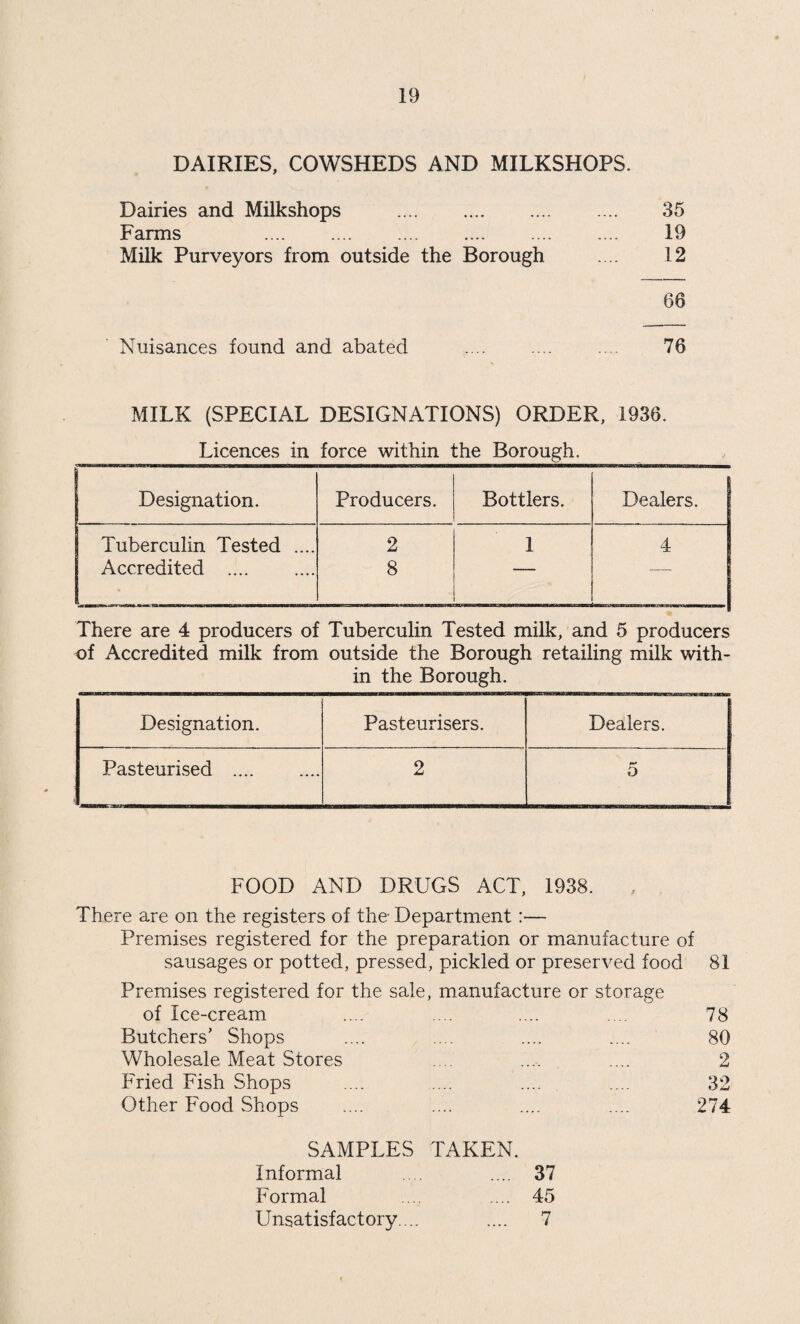 19
DAIRIES, COWSHEDS AND MILKSHOPS.
Dairies and Milkshops .... .... .... .... 35
Farms .... .... .... .... .... .... 19
Milk Purveyors from outside the Borough .... 12
66
Nuisances found and abated .... .... .... 76
MILK (SPECIAL DESIGNATIONS) ORDER, 1936.
Licences in force within the Borough.
Designation. Producers. Bottlers. Dealers.
Tuberculin Tested .... 2 1 4
Accredited .... .... 8 — —
There are 4 producers of Tuberculin Tested milk, and 5 producers
of Accredited milk from outside the Borough retailing milk with-
in the Borough.
Designation. Pasteurisers. Dealers.
Pasteurised .... .... 2 5
FOOD AND DRUGS ACT, 1938.
There are on the registers of the Department :—
Premises registered for the preparation or manufacture of
sausages or potted, pressed, pickled or preserved food 81
Premises registered for the sale, manufacture or storage
of Ice-cream .... .... .... .... 78
Butchers' Shops .... .... .... .... 80
Wholesale Meat Stores .... .... .... 2
Fried Fish Shops .... .... .... .... 32
Other Food Shops .... .... .... .... 274
SAMPLES TAKEN.
Informal .... .... 37
Formal .... .... 45
Unsatisfactory.... .... 7